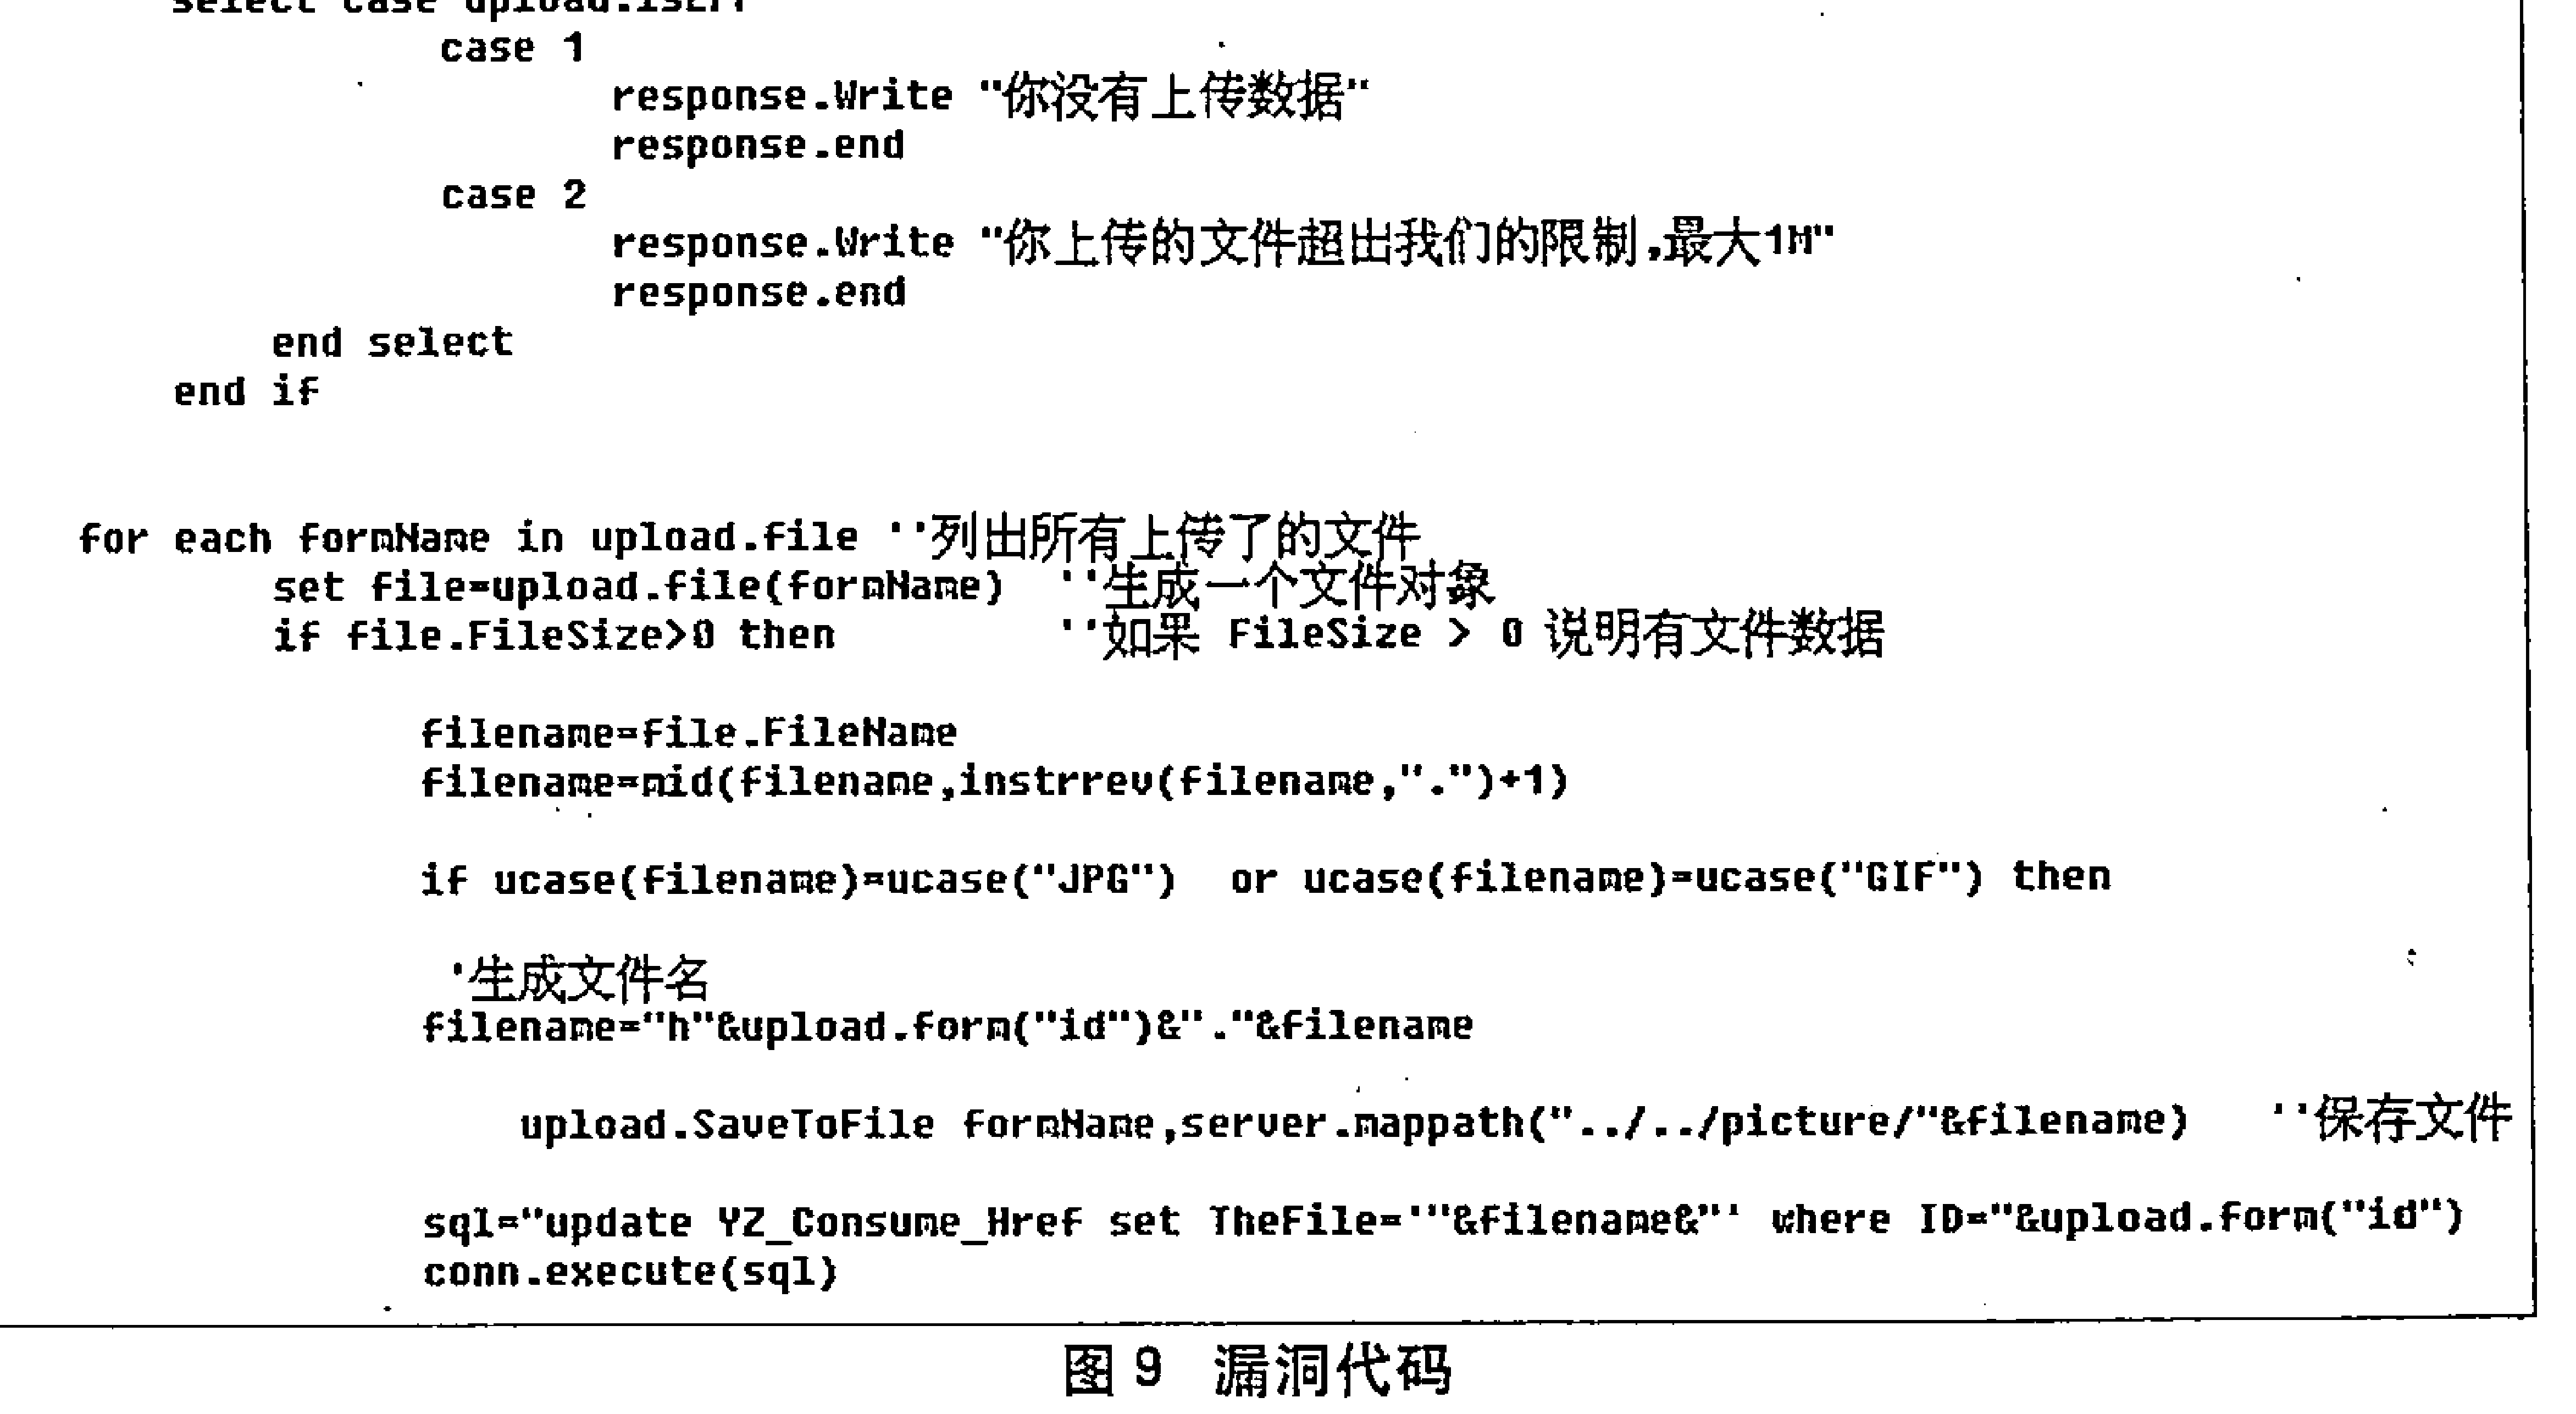 select case upload.isErr
case 1
response.Write "你没有上传数据"
response.end
case 2
response.Write "你上传的文件超出我们的限制,最大1M"
response.end
end select
end if
for each formName in upload.file ''列出所有上传了的文件
set file=upload.file(formName) ''生成一个文件对象
if file.FileSize>0 then ''如果 FileSize > 0 说明有文件数据
filename=file.FileName
filename=mid(filename,instrrev(filename,".")+1)
if ucase(filename)=ucase("JPG") or ucase(filename)=ucase("GIF") then
'生成文件名
filename="h"&upload.form("id")&"."&filename
upload.SaveToFile formName,server.mappath("../../picture/"&filename) ''保存文件
sql="update YZ_Consume_Href set TheFile='"&filename&"' where ID="&upload.form("id")
conn.execute(sql)
图 9 漏洞代码